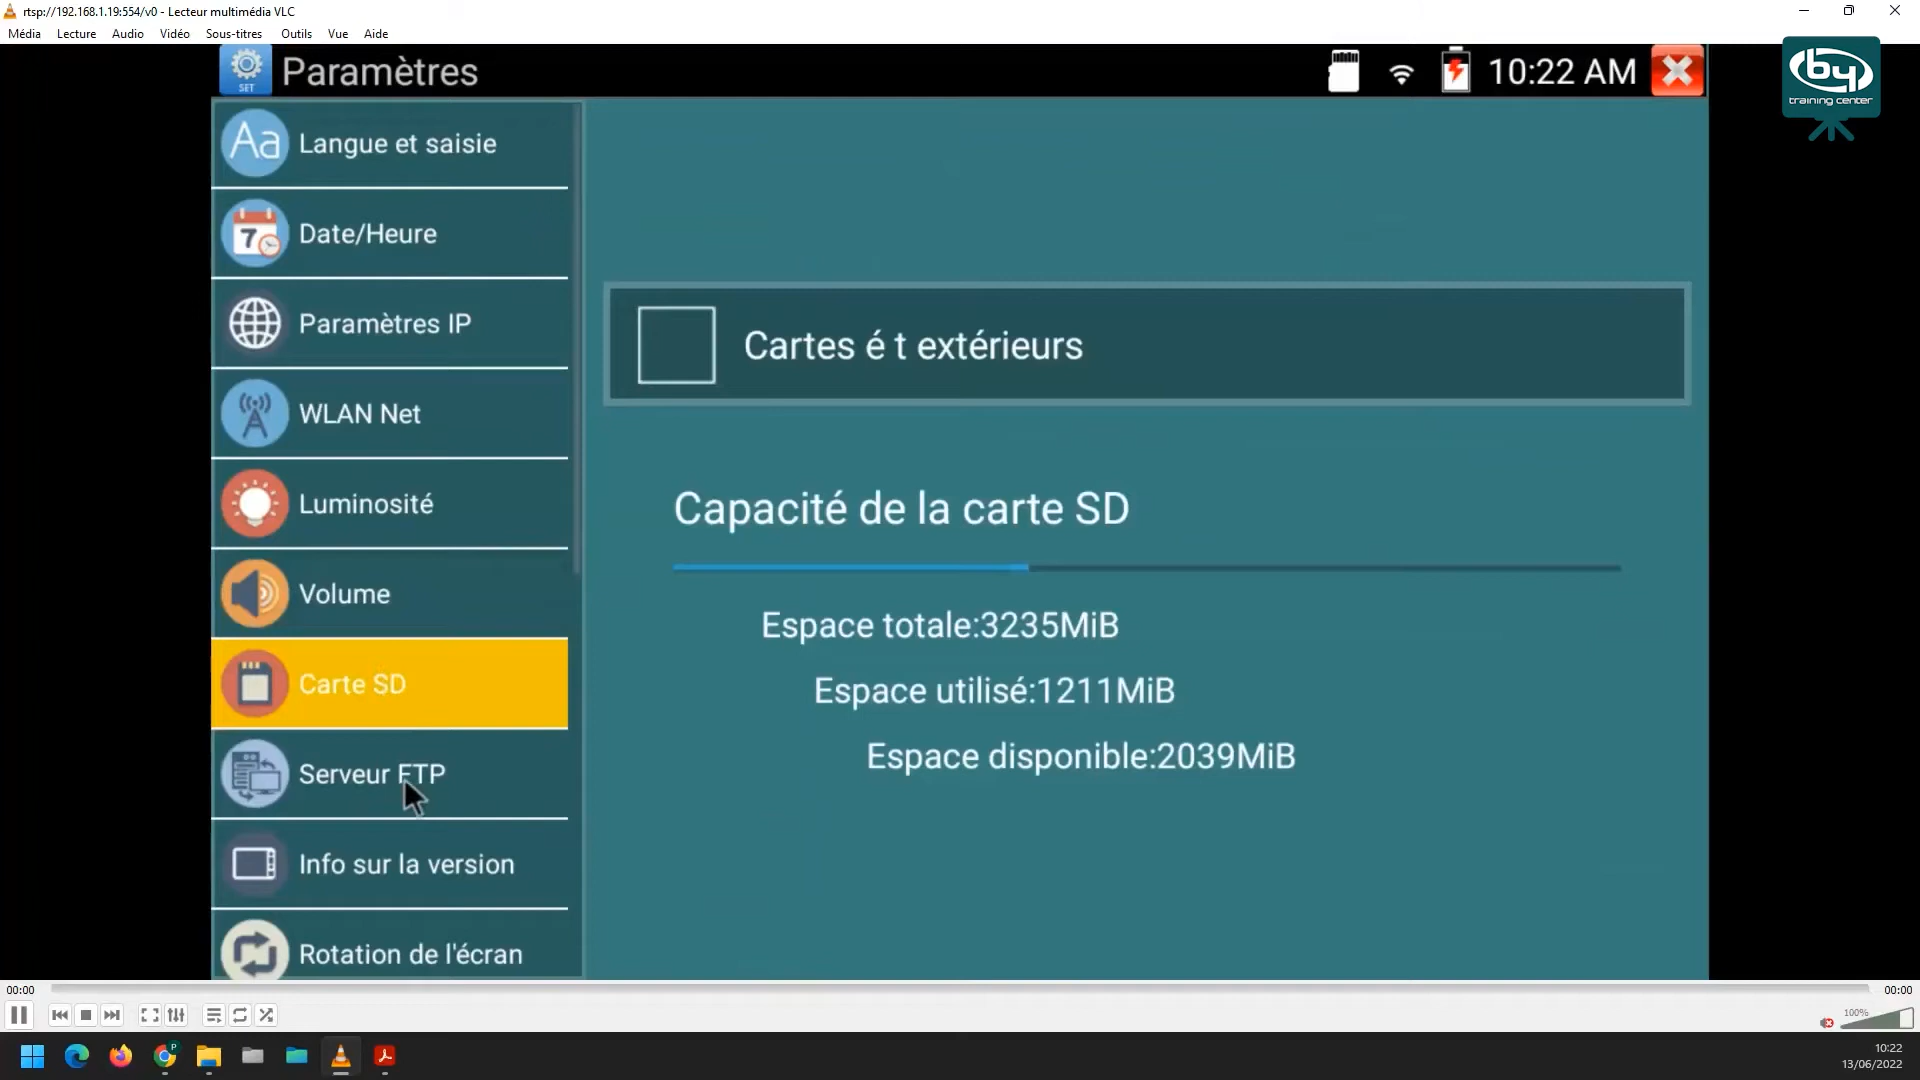 rtsp://192.168.1.19:554/v0 - Lecteur multimédia VLC
Média Lecture Audio Vidéo Sous-titres Outils Vue Aide
SET Paramètres 10:22 AM
by
training center
Aa Langue et saisie
7 Date/Heure
Paramètres IP
WLAN Net
Luminosité
Volume
Carte SD
Serveur FTP
Info sur la version
Rotation de l'écran
Cartes é t extérieurs
Capacité de la carte SD
Espace totale:3235MiB
Espace utilisé:1211MiB
Espace disponible:2039MiB
00:00 00:00
100%
P
10:22
13/06/2022